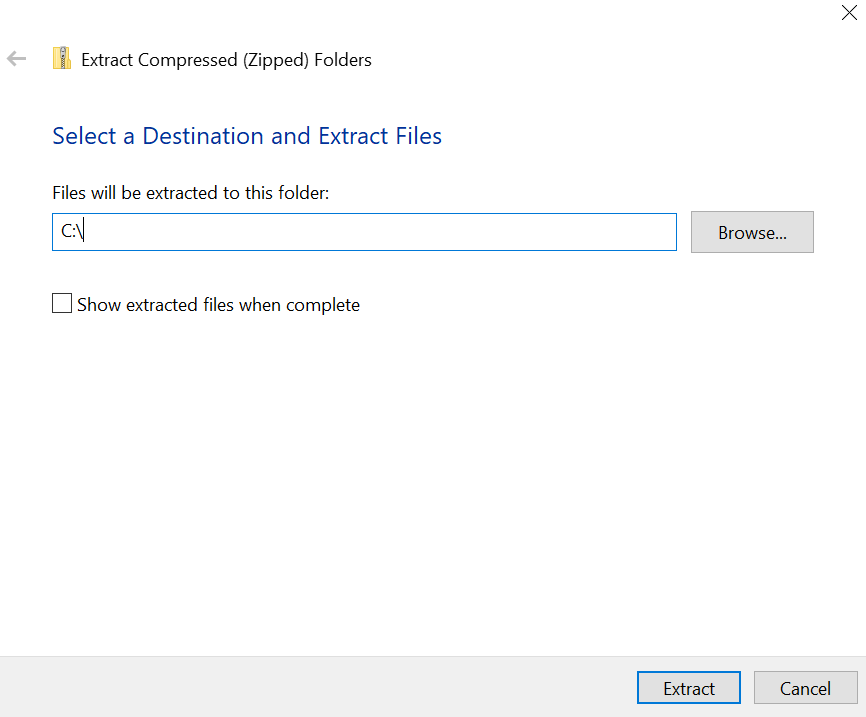 Extract Compressed (Zipped) Folders
Select a Destination and Extract Files
Files will be extracted to this folder:
C:\
Browse...
Show extracted files when complete
Extract
Cancel